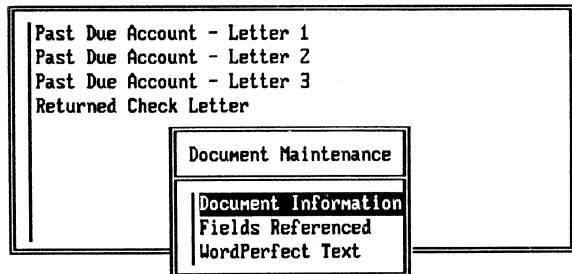 Past Due Account - Letter 1
Past Due Account - Letter 2
Past Due Account - Letter 3
Returned Check Letter
Document Maintenance
Document Information
Fields Referenced
WordPerfect Text